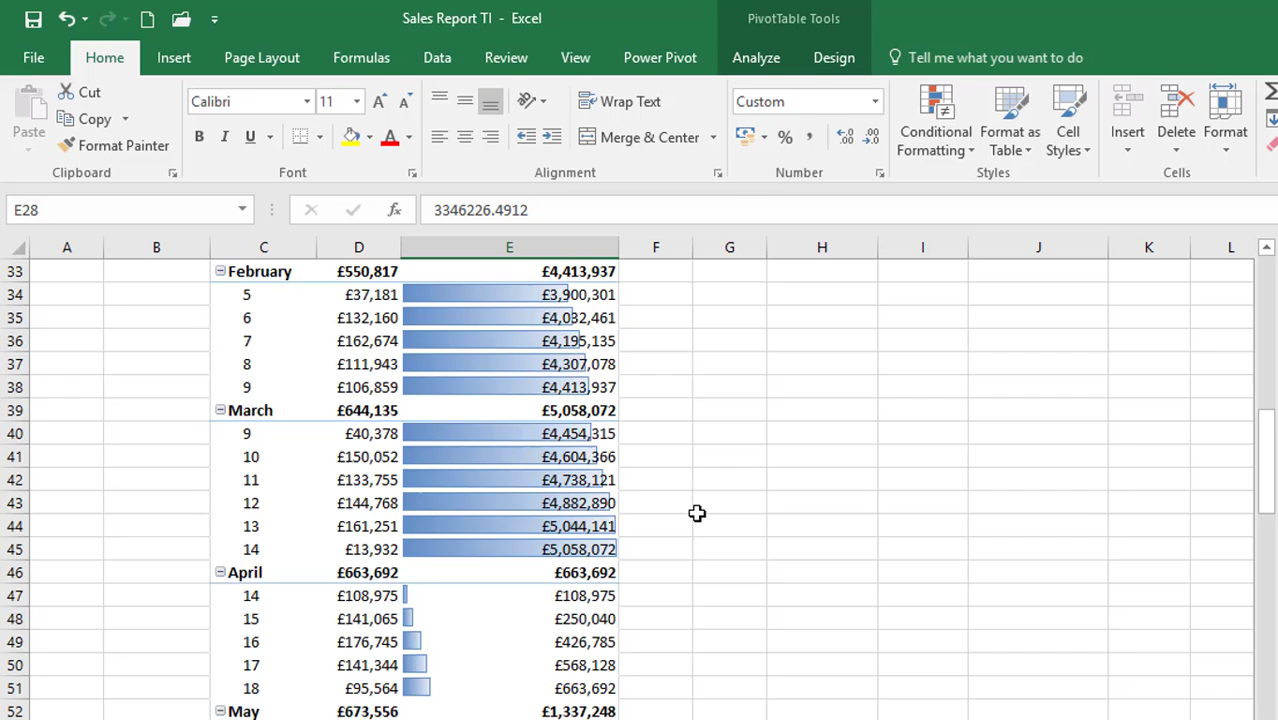 Sales Report TI - Excel
PivotTable Tools
File Home Insert Page Layout Formulas Data Review View Power Pivot Analyze Design Tell me what you want to do
Paste Cut Copy Format Painter
Clipboard
Calibri 11 A A
B I U A
Font
ab Wrap Text
Merge & Center
Alignment
Custom
% , .0 .00 .00 .0
Number
Conditional Formatting Format as Table Cell Styles
Styles
Insert Delete Format
Cells
E28 fx 3346226.4912
A B C D E F G H I J K L
33 February £550,817 £4,413,937
34 5 £37,181 £3,900,301
35 6 £132,160 £4,032,461
36 7 £162,674 £4,195,135
37 8 £111,943 £4,307,078
38 9 £106,859 £4,413,937
39 March £644,135 £5,058,072
40 9 £40,378 £4,454,315
41 10 £150,052 £4,604,366
42 11 £133,755 £4,738,121
43 12 £144,768 £4,882,890
44 13 £161,251 £5,044,141
45 14 £13,932 £5,058,072
46 April £663,692 £663,692
47 14 £108,975 £108,975
48 15 £141,065 £250,040
49 16 £176,745 £426,785
50 17 £141,344 £568,128
51 18 £95,564 £663,692
52 May £673,556 £1,337,248